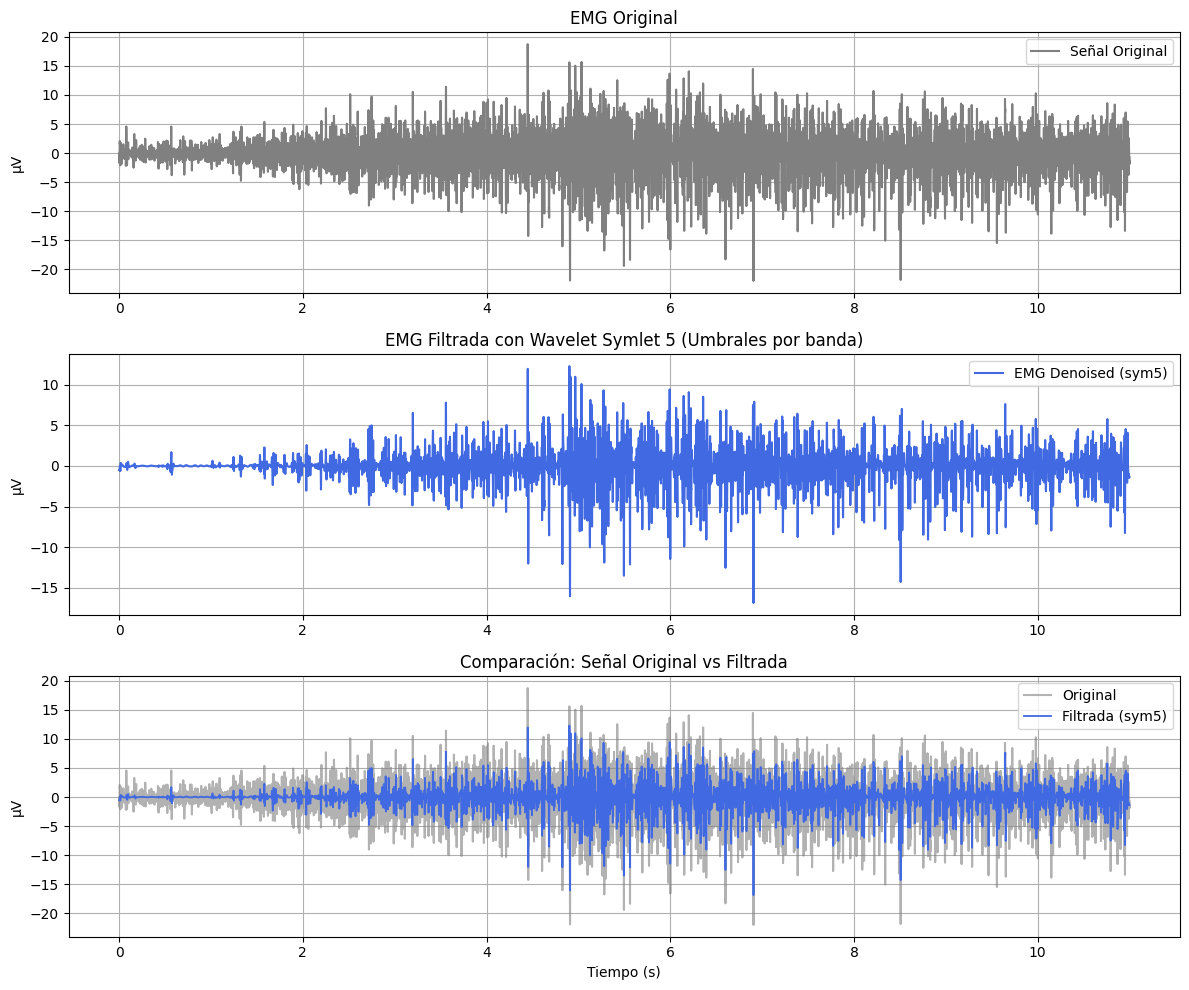 EMG Original
20
15
10
5
0
−5
−10
−15
−20
µV
Señal Original
0 2 4 6 8 10
EMG Filtrada con Wavelet Symlet 5 (Umbrales por banda)
10
5
0
−5
−10
−15
µV
EMG Denoised (sym5)
0 2 4 6 8 10
Comparación: Señal Original vs Filtrada
20
15
10
5
0
−5
−10
−15
−20
µV
Original
Filtrada (sym5)
0 2 4 6 8 10
Tiempo (s)